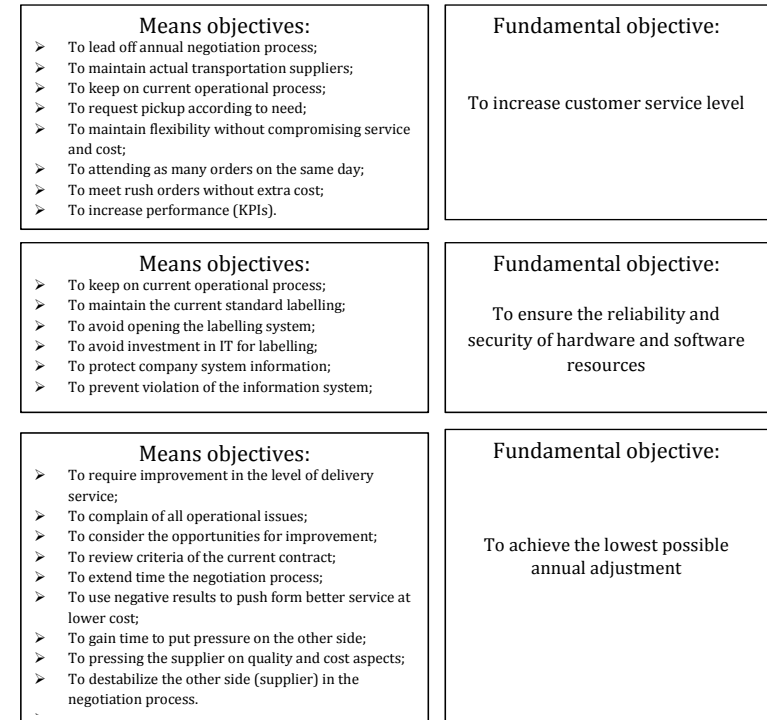 Means objectives:
➢ To lead off annual negotiation process;
➢ To maintain actual transportation suppliers;
➢ To keep on current operational process;
➢ To request pickup according to need;
➢ To maintain flexibility without compromising service
and cost;
➢ To attending as many orders on the same day;
➢ To meet rush orders without extra cost;
➢ To increase performance (KPIs).
Fundamental objective:
To increase customer service level
Means objectives:
➢ To keep on current operational process;
➢ To maintain the current standard labelling;
➢ To avoid opening the labelling system;
➢ To avoid investment in IT for labelling;
➢ To protect company system information;
➢ To prevent violation of the information system;
Fundamental objective:
To ensure the reliability and
security of hardware and software
resources
Means objectives:
➢ To require improvement in the level of delivery
service;
➢ To complain of all operational issues;
➢ To consider the opportunities for improvement;
➢ To review criteria of the current contract;
➢ To extend time the negotiation process;
➢ To use negative results to push form better service at
lower cost;
➢ To gain time to put pressure on the other side;
➢ To pressing the supplier on quality and cost aspects;
➢ To destabilize the other side (supplier) in the
negotiation process.
Fundamental objective:
To achieve the lowest possible
annual adjustment